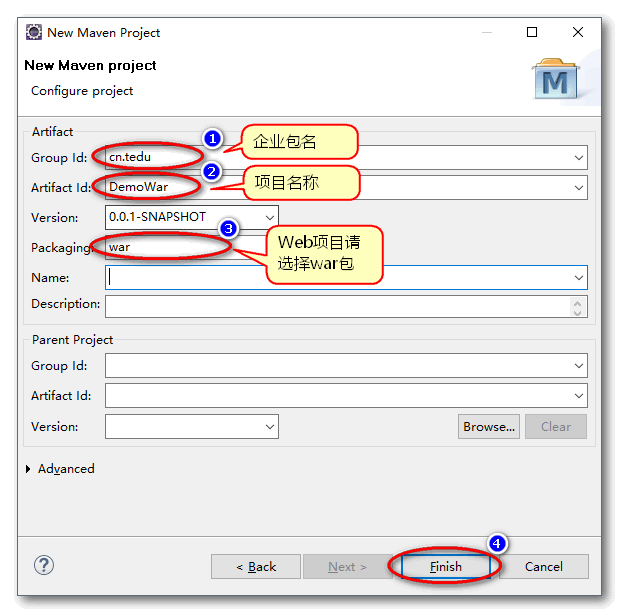 New Maven Project
New Maven project
Configure project
M
Artifact
1
企业包名
Group Id: cn.tedu
2
项目名称
Artifact Id: DemoWar
Version: 0.0.1-SNAPSHOT
3
Web项目请
选择war包
Packaging: war
Name:
Description:
Parent Project
Group Id:
Artifact Id:
Version:
Browse... Clear
Advanced
4
? < Back Next > Finish Cancel